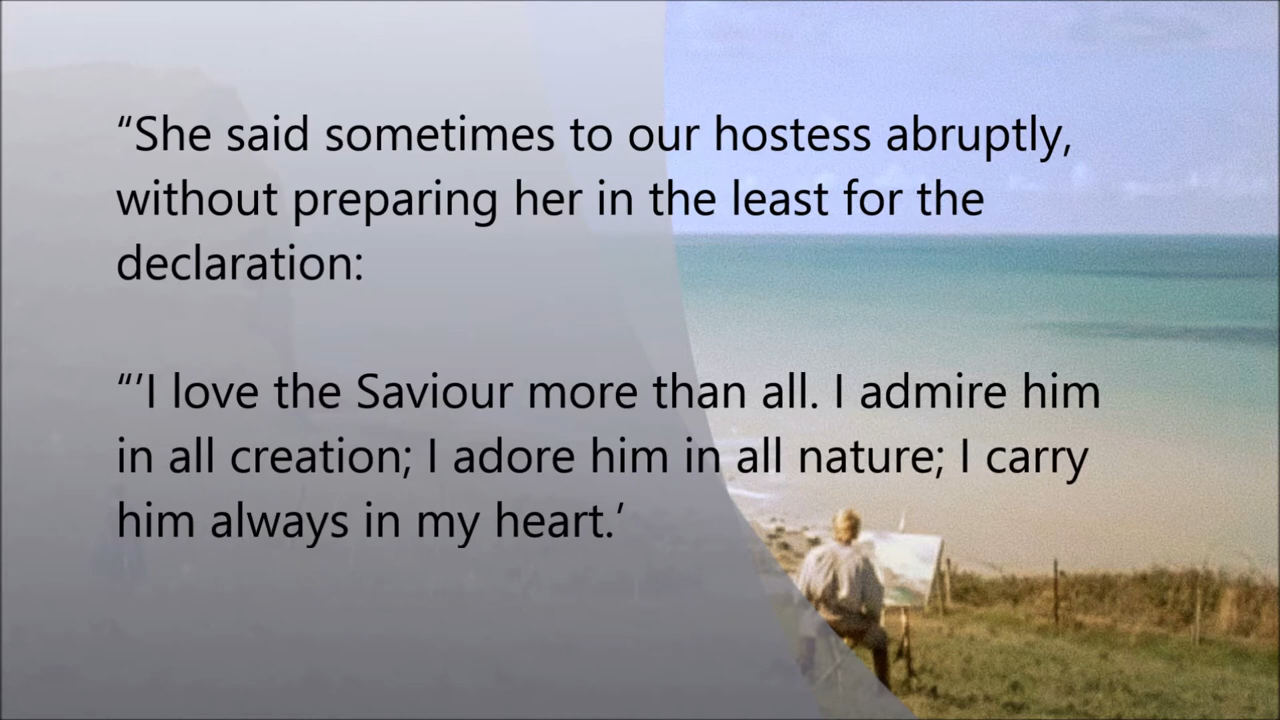 “She said sometimes to our hostess abruptly,
without preparing her in the least for the
declaration:
“’I love the Saviour more than all. I admire him
in all creation; I adore him in all nature; I carry
him always in my heart.’